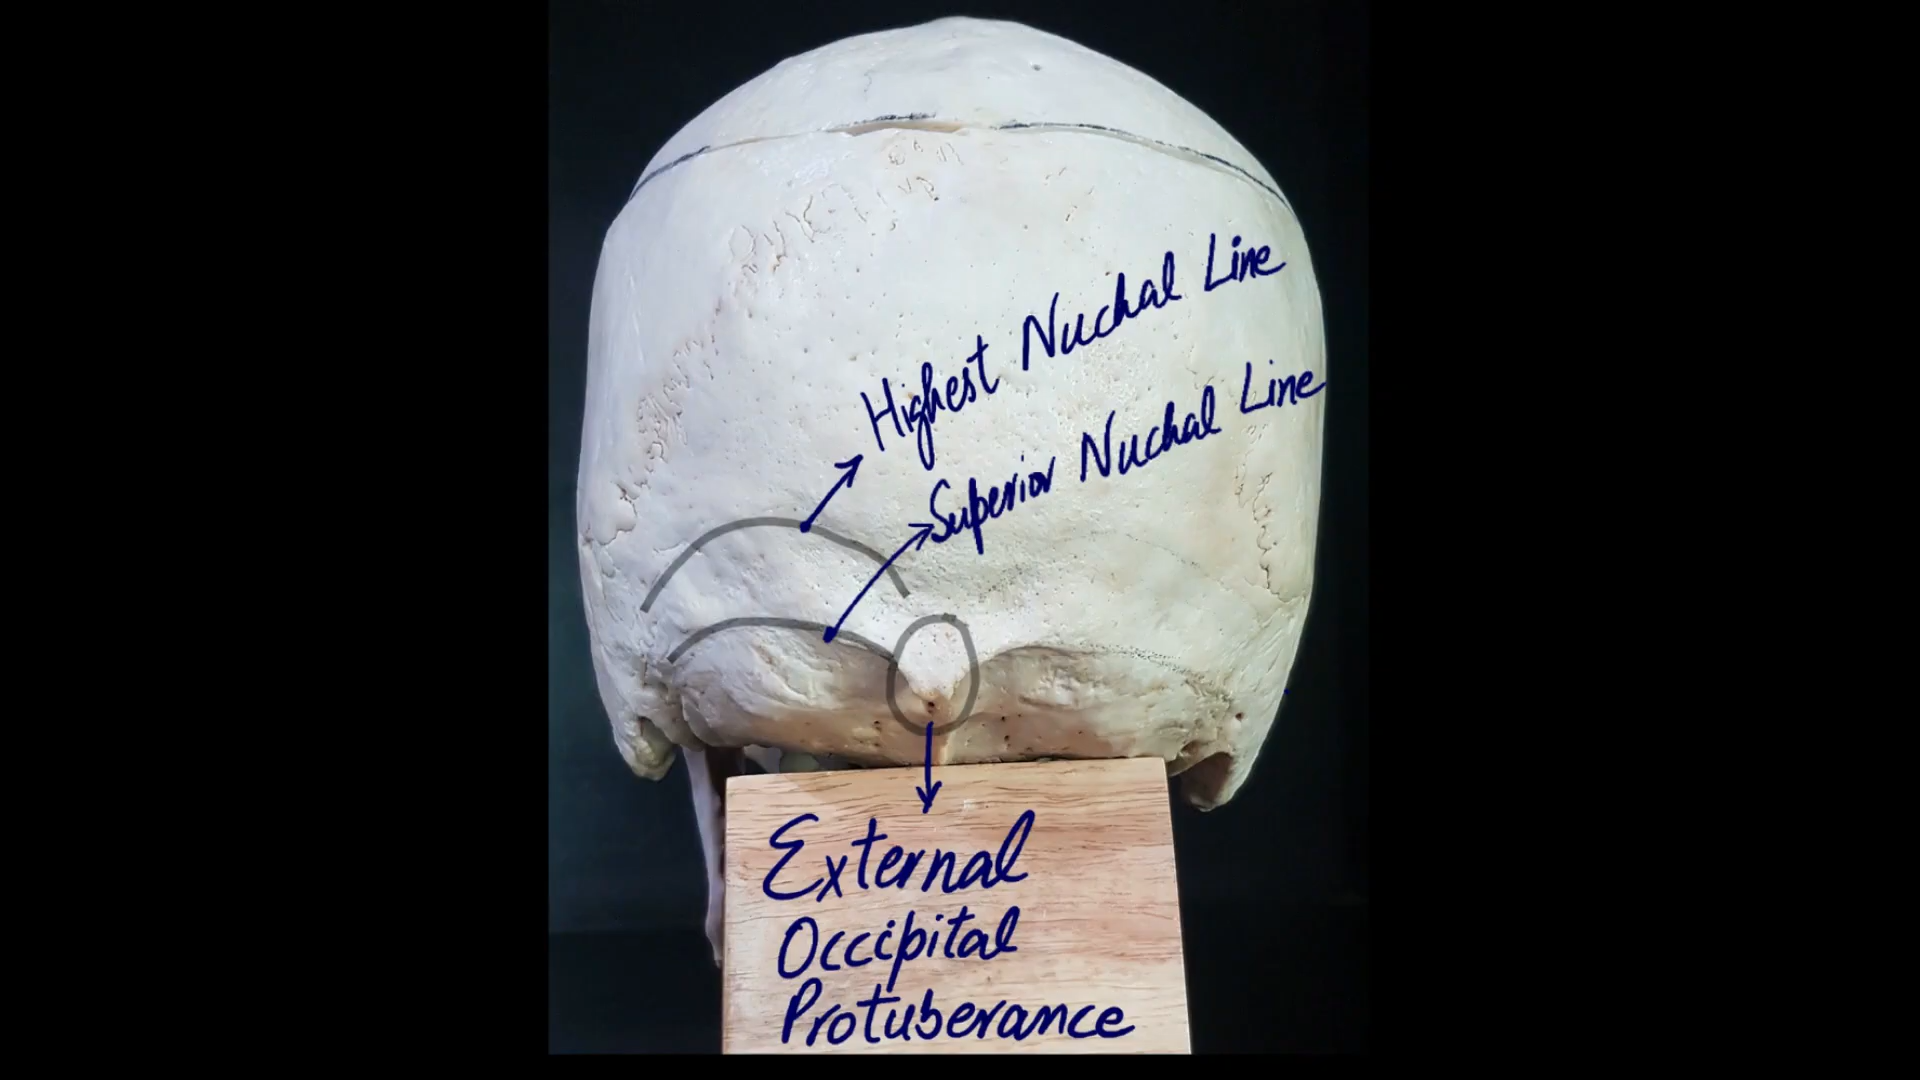 Highest Nuchal Line
Superior Nuchal Line
External
Occipital
Protuberance